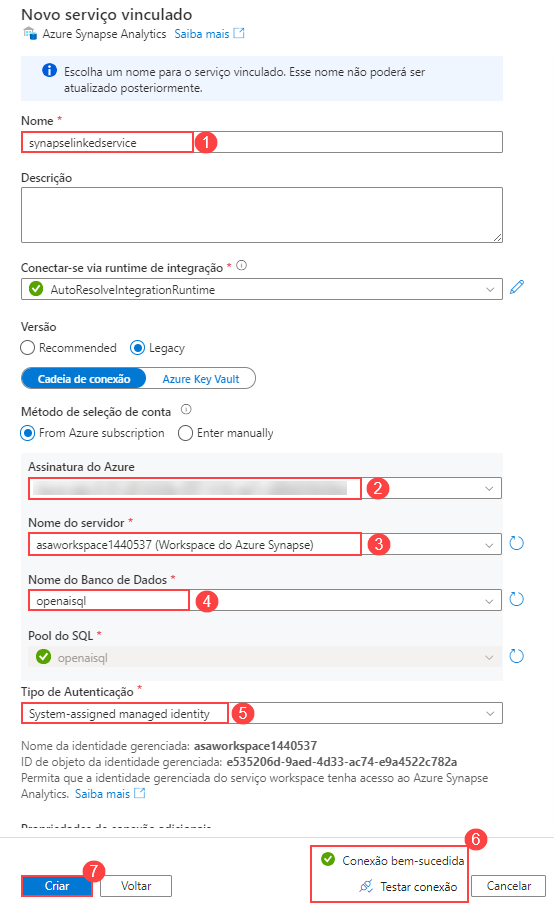 Novo serviço vinculado
Azure Synapse Analytics Saiba mais
Escolha um nome para o serviço vinculado. Esse nome não poderá ser
atualizado posteriormente.
Nome *
synapselinkedservice 1
Descrição
Conectar-se via runtime de integração *
AutoResolveIntegrationRuntime
Versão
Recommended Legacy
Cadeia de conexão Azure Key Vault
Método de seleção de conta
From Azure subscription Enter manually
Assinatura do Azure
2
Nome do servidor *
asaworkspace1440537 (Workspace do Azure Synapse) 3
Nome do Banco de Dados *
openaisql 4
Pool do SQL *
openaisql
Tipo de Autenticação *
System-assigned managed identity 5
Nome da identidade gerenciada: asaworkspace1440537
ID de objeto da identidade gerenciada: e535206d-9aed-4d33-ac74-e9a4522c782a
Permita que a identidade gerenciada do serviço workspace tenha acesso ao Azure Synapse
Analytics. Saiba mais
Propriedades de conexão adicionais
6
Conexão bem-sucedida
7
Criar Voltar Testar conexão Cancelar